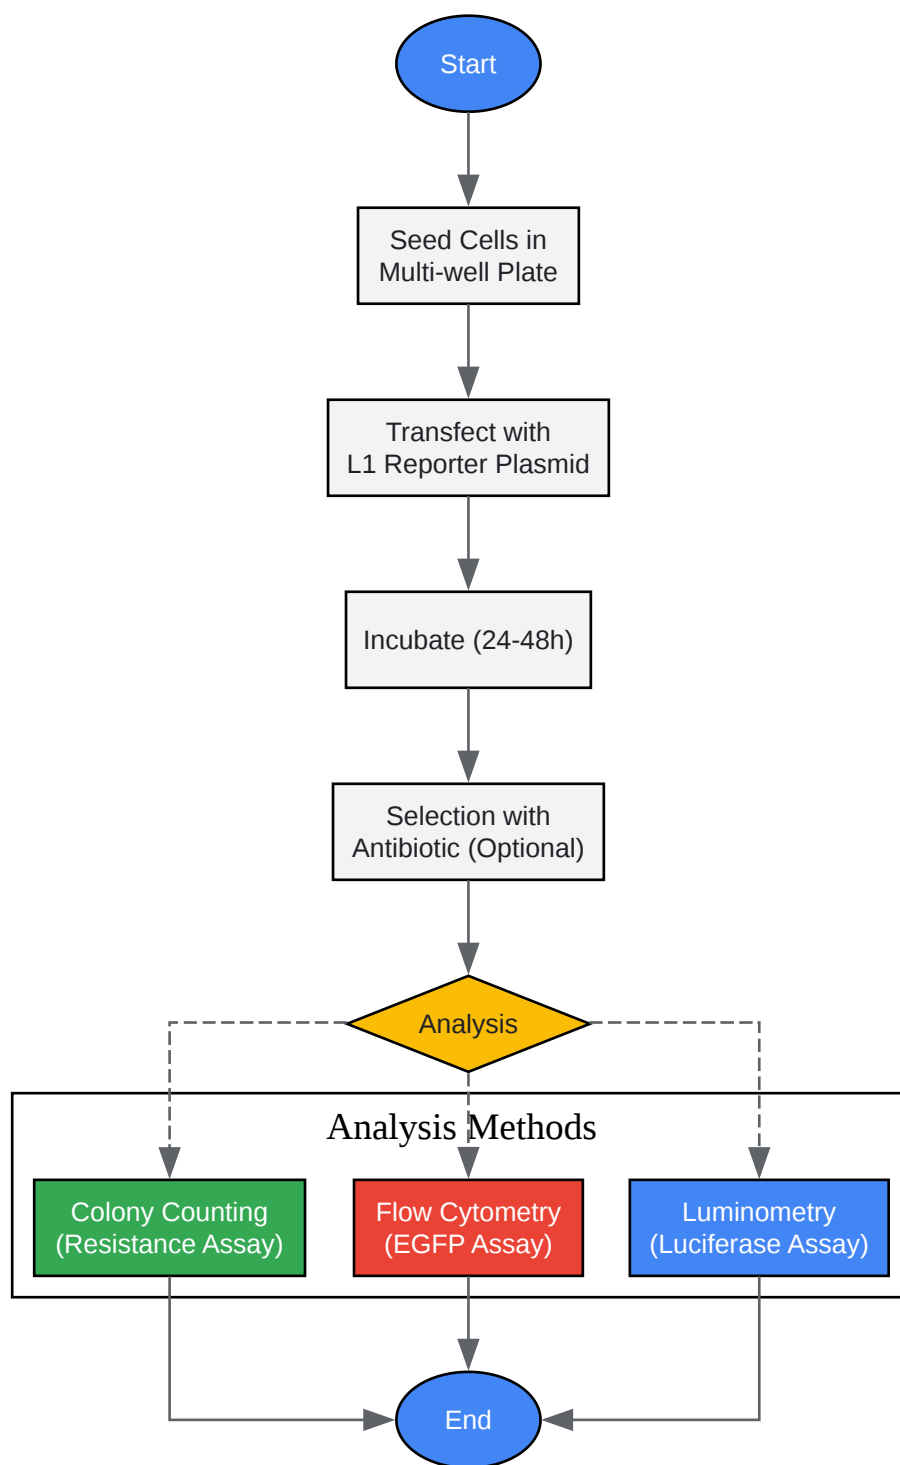 Start
Seed Cells in
Multi-well Plate
Transfect with
L1 Reporter Plasmid
Incubate (24-48h)
Selection with
Antibiotic (Optional)
Analysis
Analysis Methods
Colony Counting
(Resistance Assay)
Flow Cytometry
(EGFP Assay)
Luminometry
(Luciferase Assay)
End